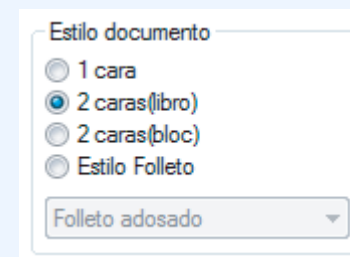 Estilo documento
1 cara
2 caras(libro)
2 caras(bloc)
Estilo Folleto
Folleto adosado